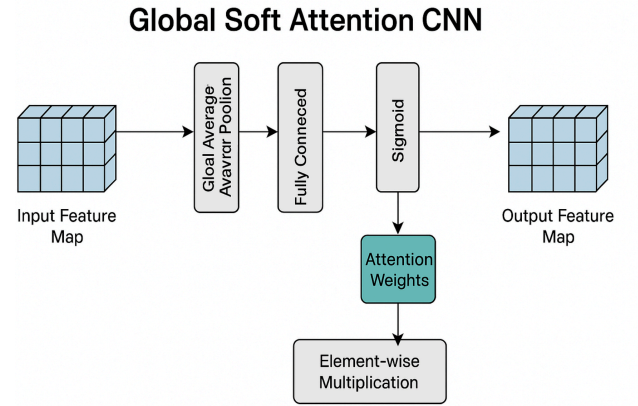 Global Soft Attention CNN
Input Feature
Map
Gloal Average
Avavrar Poolion
Fully Conneced
Sigmoid
Output Feature
Map
Attention
Weights
Element-wise
Multiplication